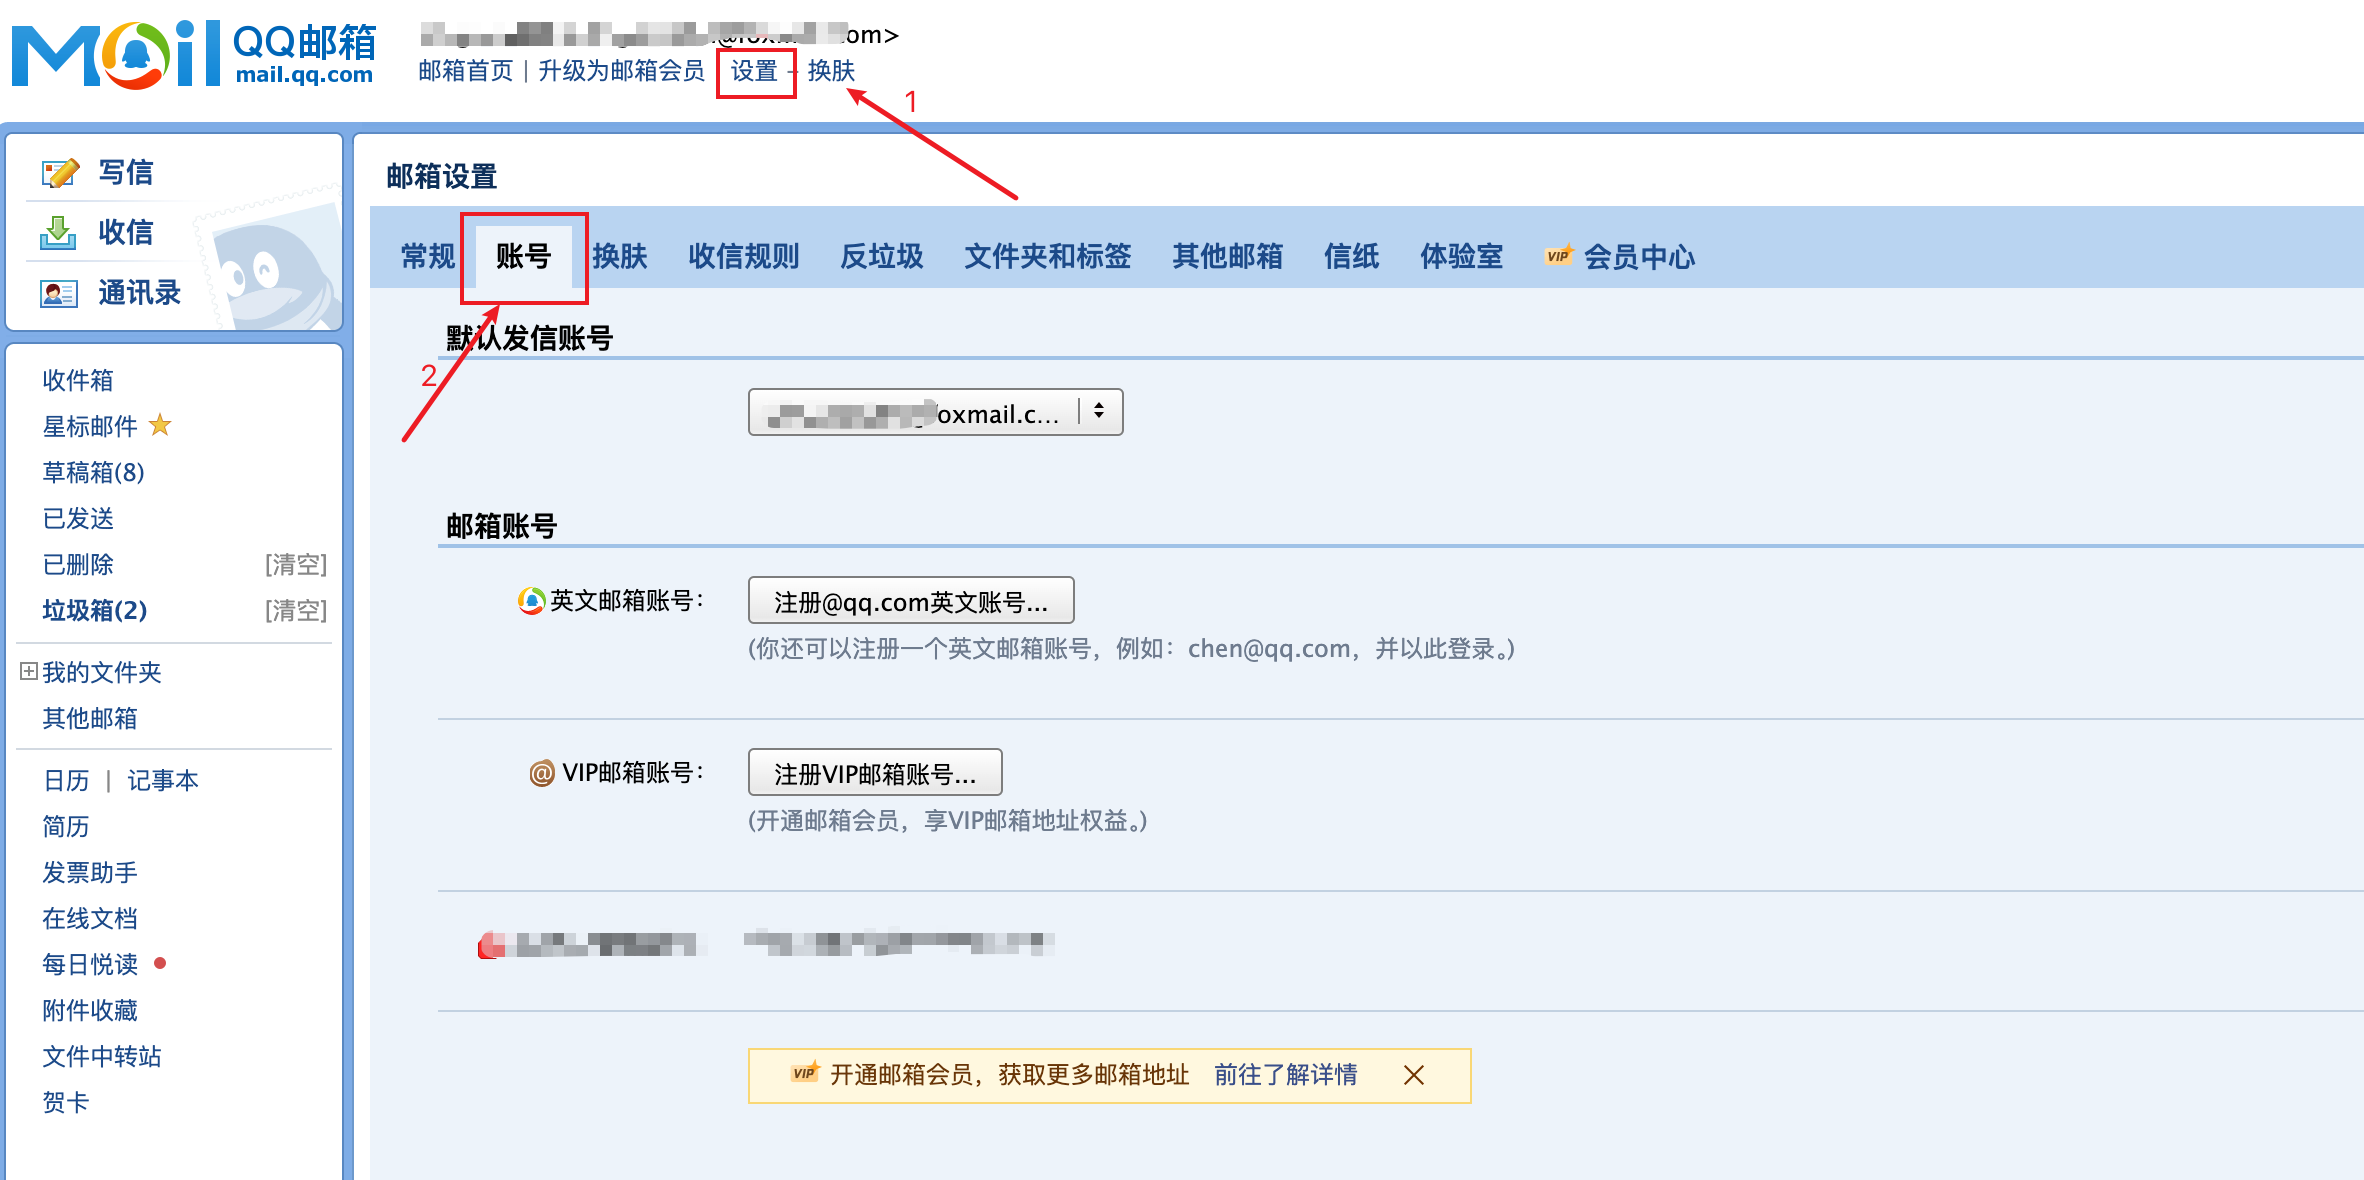 Mail QQ邮箱
mail.qq.com
om>
邮箱首页 | 升级为邮箱会员 设置 - 换肤
1
写信
收信
通讯录
收件箱
星标邮件
草稿箱(8)
已发送
已删除 [清空]
垃圾箱(2) [清空]
我的文件夹
其他邮箱
日历 | 记事本
简历
发票助手
在线文档
每日悦读
附件收藏
文件中转站
贺卡
邮箱设置
常规 账号 换肤 收信规则 反垃圾 文件夹和标签 其他邮箱 信纸 体验室 VIP 会员中心
2
默认发信账号
oxmail.c...
邮箱账号
英文邮箱账号： 注册@qq.com英文账号...
(你还可以注册一个英文邮箱账号，例如：chen@qq.com，并以此登录。)
@ VIP邮箱账号： 注册VIP邮箱账号...
(开通邮箱会员，享VIP邮箱地址权益。)
VIP 开通邮箱会员，获取更多邮箱地址 前往了解详情